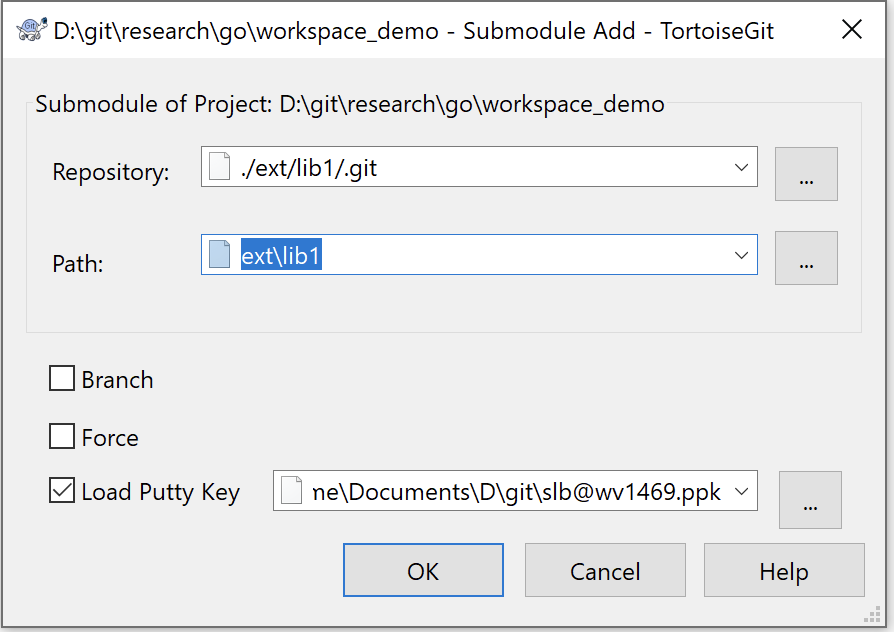 D:\git\research\go\workspace_demo - Submodule Add - TortoiseGit
Submodule of Project: D:\git\research\go\workspace_demo
Repository: ./ext/lib1/.git ...
Path: ext\lib1 ...
Branch
Force
Load Putty Key ne\Documents\D\git\slb@wv1469.ppk ...
OK Cancel Help